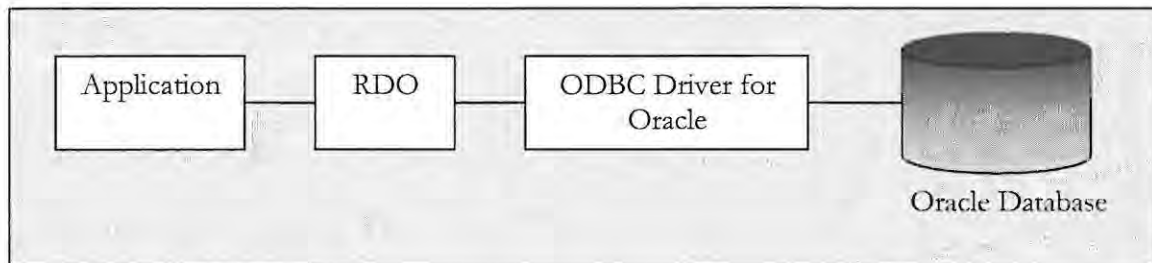 Application
RDO
ODBC Driver for
Oracle
Oracle Database